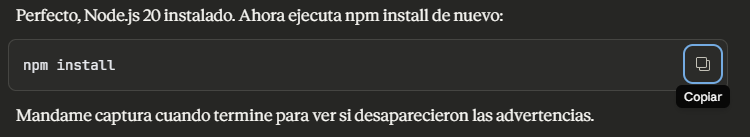 Perfecto, Node.js 20 instalado. Ahora ejecuta npm install de nuevo:
npm install
Copiar
Mandame captura cuando termine para ver si desaparecieron las advertencias.